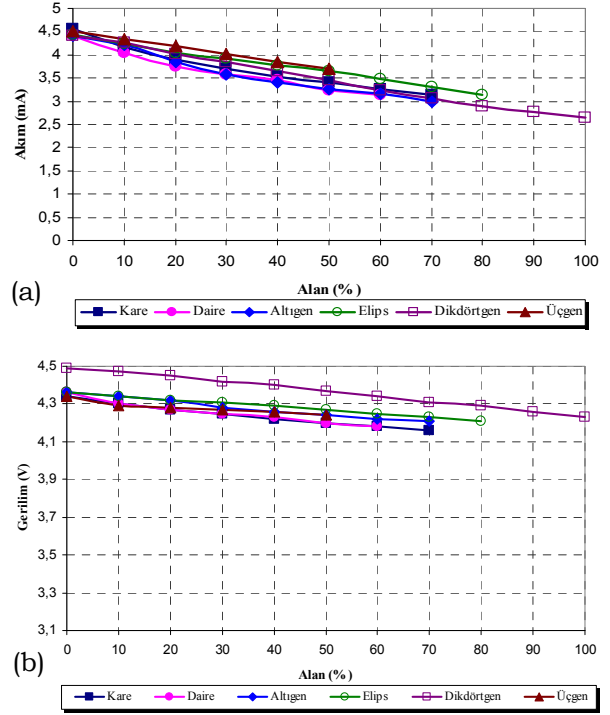 Akım (mA)
5
4,5
4
3,5
3
2,5
2
1,5
1
0,5
0
0 10 20 30 40 50 60 70 80 90 100
Alan (%)
(a)
Kare Daire Altıgen Elips Dikdörtgen Üçgen
Gerilim (V)
4,5
4,3
4,1
3,9
3,7
3,5
3,3
3,1
0 10 20 30 40 50 60 70 80 90 100
(b)
Alan (%)
Kare Daire Altıgen Elips Dikdörtgen Üçgen